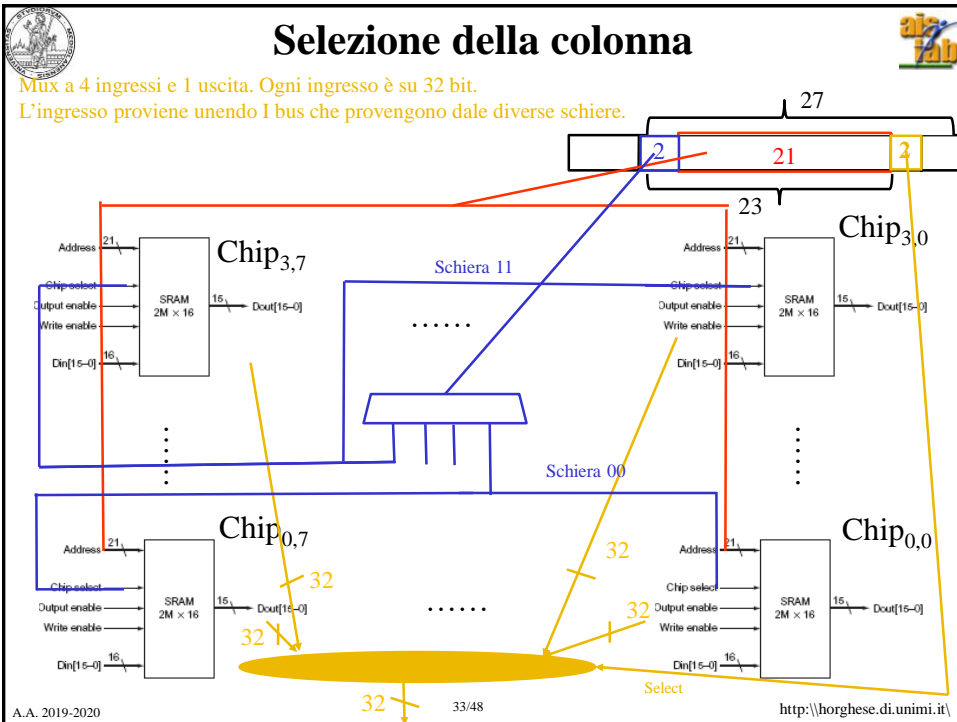 Selezione della colonna
Mux a 4 ingressi e 1 uscita. Ogni ingresso è su 32 bit.
L'ingresso proviene unendo I bus che provengono dale diverse schiere.
27
2
21
2
23
Address
21
Chip select
Output enable
Write enable
Din[15–0]
16
SRAM
2M × 16
15
Dout[15–0]
Chip3,7
Schiera 11
......
Address
21
Chip select
Output enable
Write enable
Din[15–0]
16
SRAM
2M × 16
15
Dout[15–0]
Chip3,0
......
Schiera 00
......
Address
21
Chip select
Output enable
Write enable
Din[15–0]
16
SRAM
2M × 16
15
Dout[15–0]
Chip0,7
32
32
......
32
32
Address
21
Chip select
Output enable
Write enable
Din[15–0]
16
SRAM
2M × 16
15
Dout[15–0]
Chip0,0
Select
32
A.A. 2019-2020
33/48
http:\\horghese.di.unimi.it\